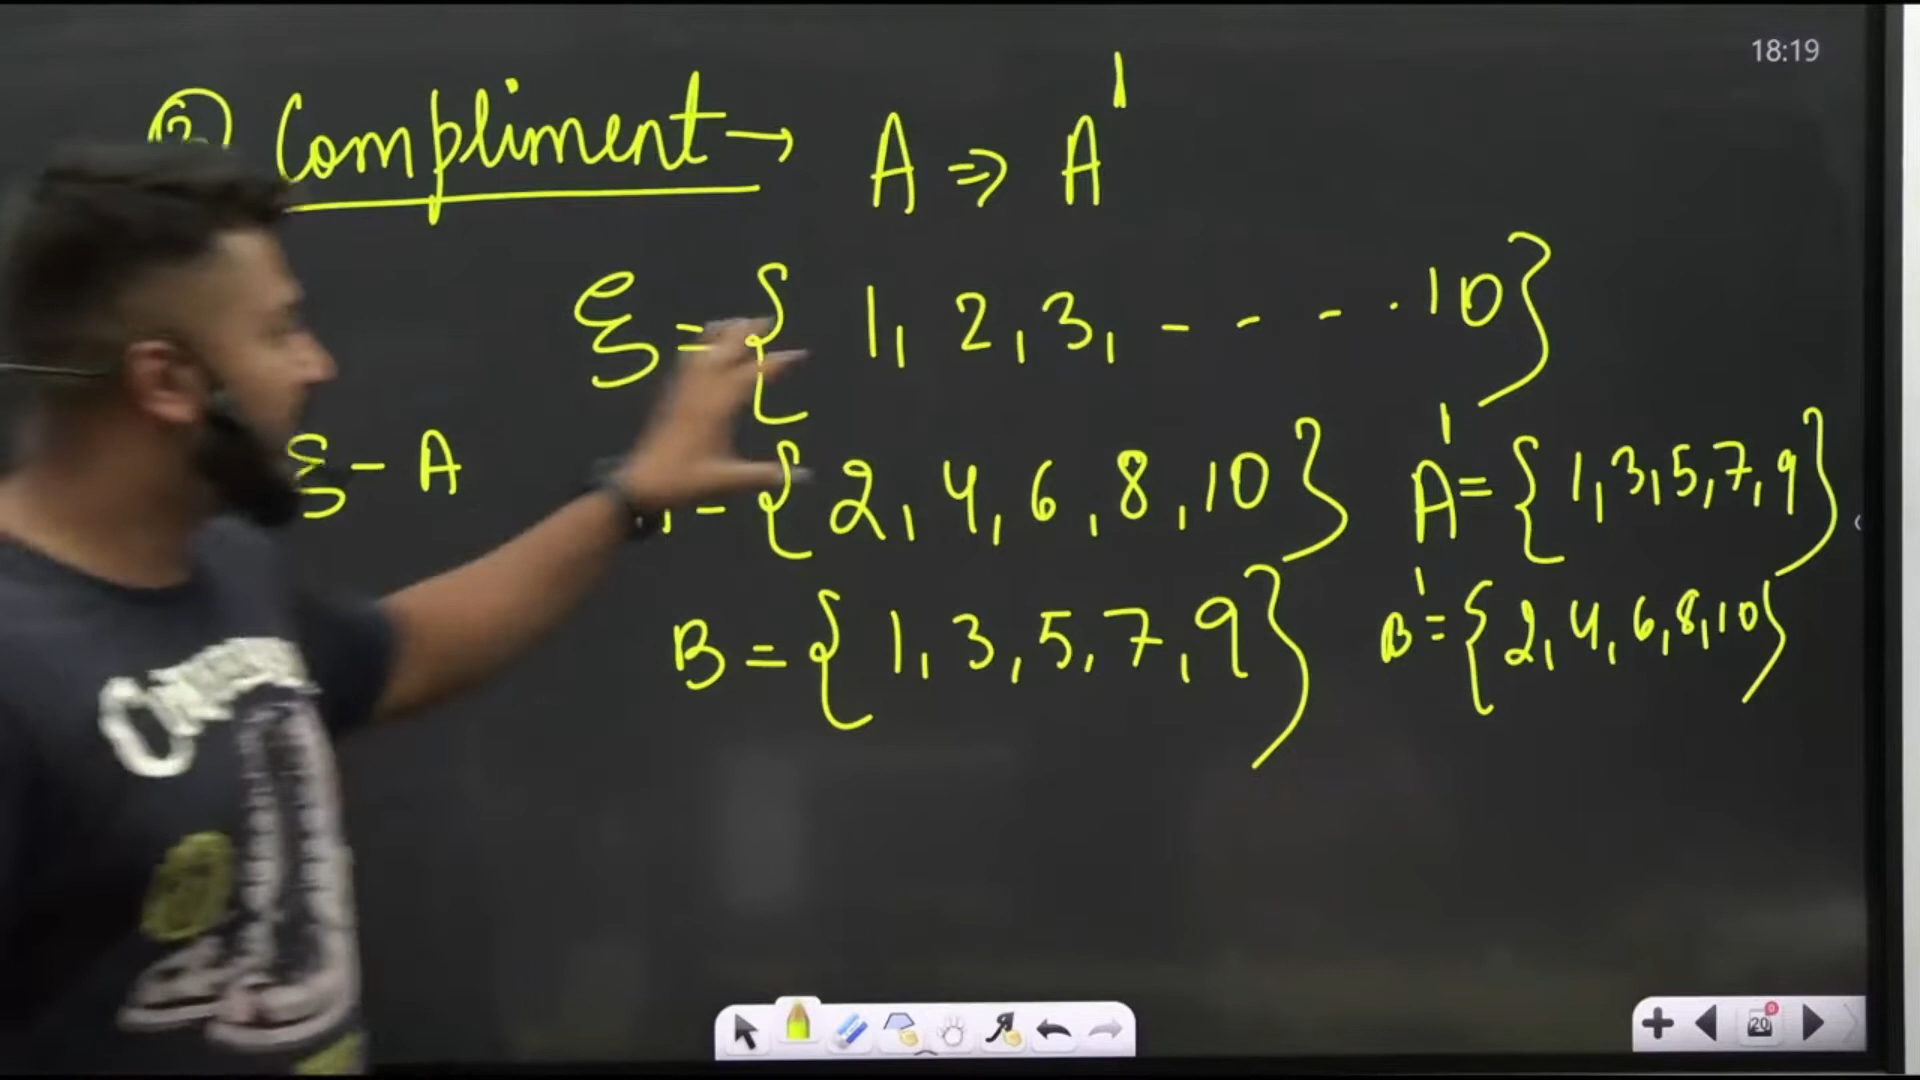 18:19
② Compliment → A ⇒ A'
ξ = { 1, 2, 3, - - - . 10 }
ξ - A
= { 2, 4, 6, 8, 10 } A' = { 1, 3, 5, 7, 9 }
B = { 1, 3, 5, 7, 9 } B' = { 2, 4, 6, 8, 10 }
20